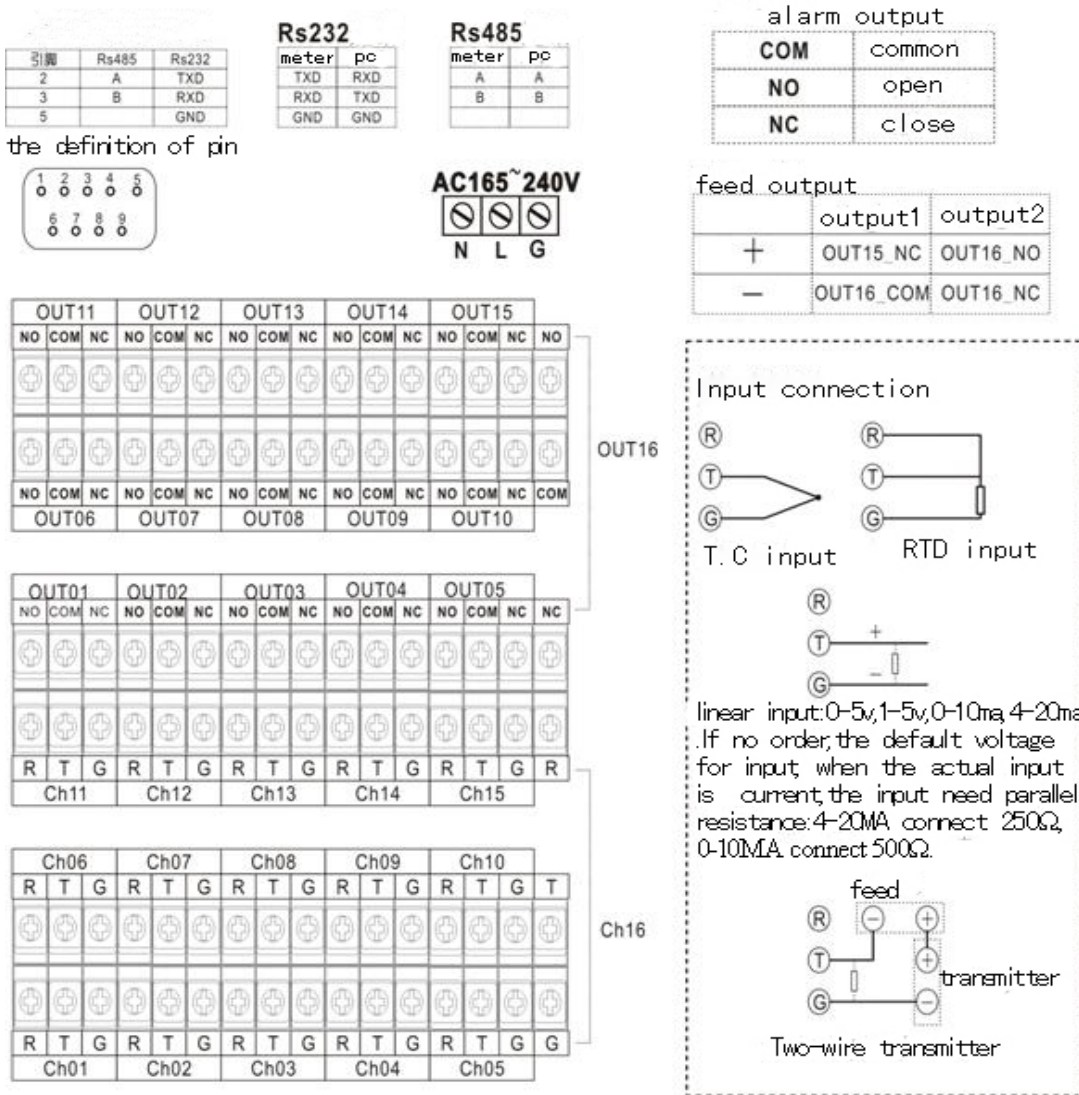 引脚 Rs485 Rs232
2 A TXD
3 B RXD
5 GND
the definition of pin
1 2 3 4 5
6 7 8 9
Rs232
meter pc
TXD RXD
RXD TXD
GND GND
Rs485
meter pc
A A
B B
AC165~240V
N L G
alarm output
COM common
NO open
NC close
feed output
output1 output2
+ OUT15_NC OUT16_NO
— OUT16_COM OUT16_NC
OUT11 OUT12 OUT13 OUT14 OUT15
NO COM NC NO COM NC NO COM NC NO COM NC NO COM NC NO
NO COM NC NO COM NC NO COM NC NO COM NC NO COM NC COM
OUT06 OUT07 OUT08 OUT09 OUT10
OUT16
OUT01 OUT02 OUT03 OUT04 OUT05
NO COM NC NO COM NC NO COM NC NO COM NC NO COM NC NC
R T G R T G R T G R T G R T G R
Ch11 Ch12 Ch13 Ch14 Ch15
Ch06 Ch07 Ch08 Ch09 Ch10
R T G R T G R T G R T G R T G T
Ch16
R T G R T G R T G R T G R T G G
Ch01 Ch02 Ch03 Ch04 Ch05
Input connection
R R
T T
G G
T.C input RTD input
R
T +
G −
linear input:0-5v,1-5v,0-10ma,4-20ma
.If no order,the default voltage
for input, when the actual input
is current,the input need parallel
resistance:4-20MA connect 250Ω,
0-10MA connect 500Ω.
feed
R − +
T +
transmitter
G −
Two-wire transmitter